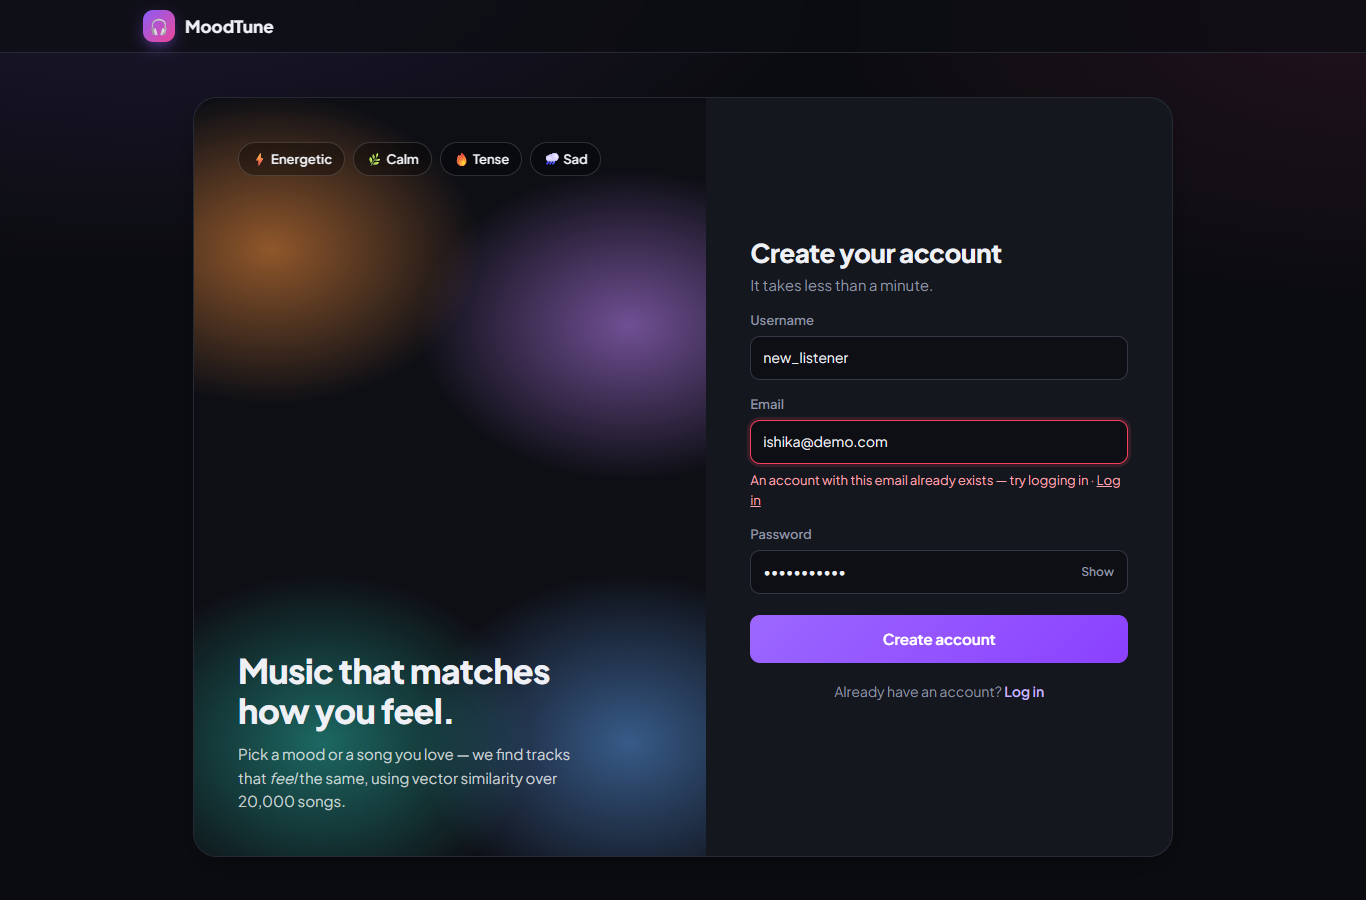 MoodTune
Energetic
Calm
Tense
Sad
Music that matches
how you feel.
Pick a mood or a song you love — we find tracks
that feel the same, using vector similarity over
20,000 songs.
Create your account
It takes less than a minute.
Username
new_listener
Email
ishika@demo.com
An account with this email already exists — try logging in · Log
in
Password
•••••••••••
Show
Create account
Already have an account? Log in